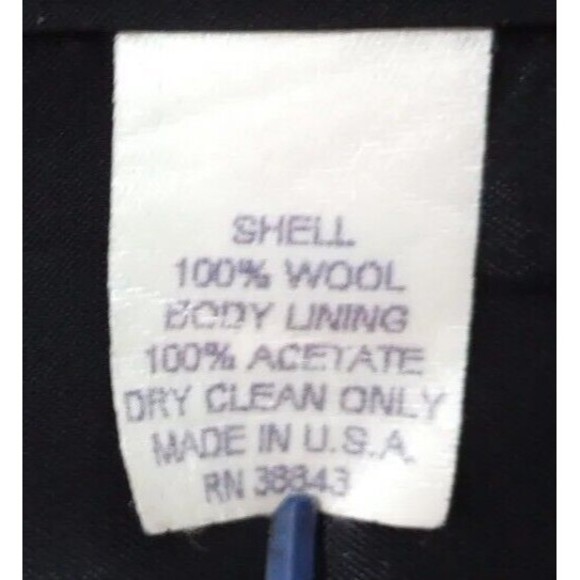 SHELL
100% WOOL
BODY LINING
100% ACETATE
DRY CLEAN ONLY
MADE IN U.S.A.
RN 38843